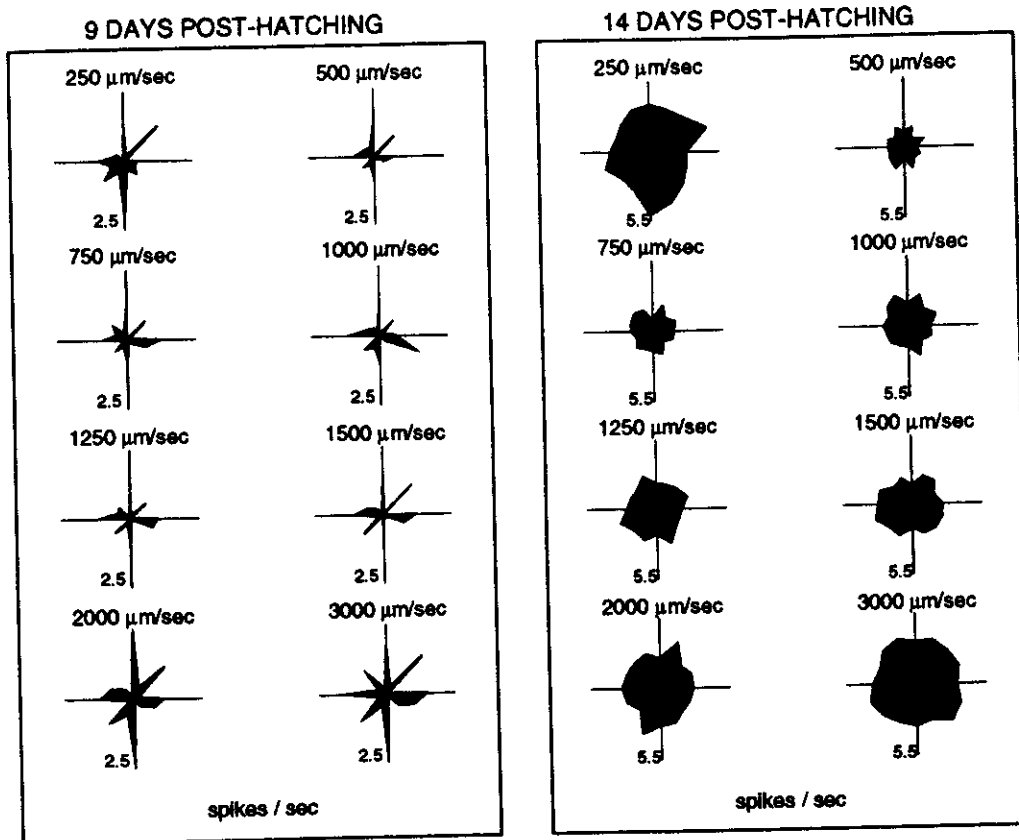 9 DAYS POST-HATCHING
250 μm/sec
500 μm/sec
2.5
2.5
750 μm/sec
1000 μm/sec
2.5
2.5
1250 μm/sec
1500 μm/sec
2.5
2.5
2000 μm/sec
3000 μm/sec
2.5
2.5
spikes / sec
14 DAYS POST-HATCHING
250 μm/sec
500 μm/sec
5.5
5.5
750 μm/sec
1000 μm/sec
5.5
5.5
1250 μm/sec
1500 μm/sec
5.5
5.5
2000 μm/sec
3000 μm/sec
5.5
5.5
spikes / sec